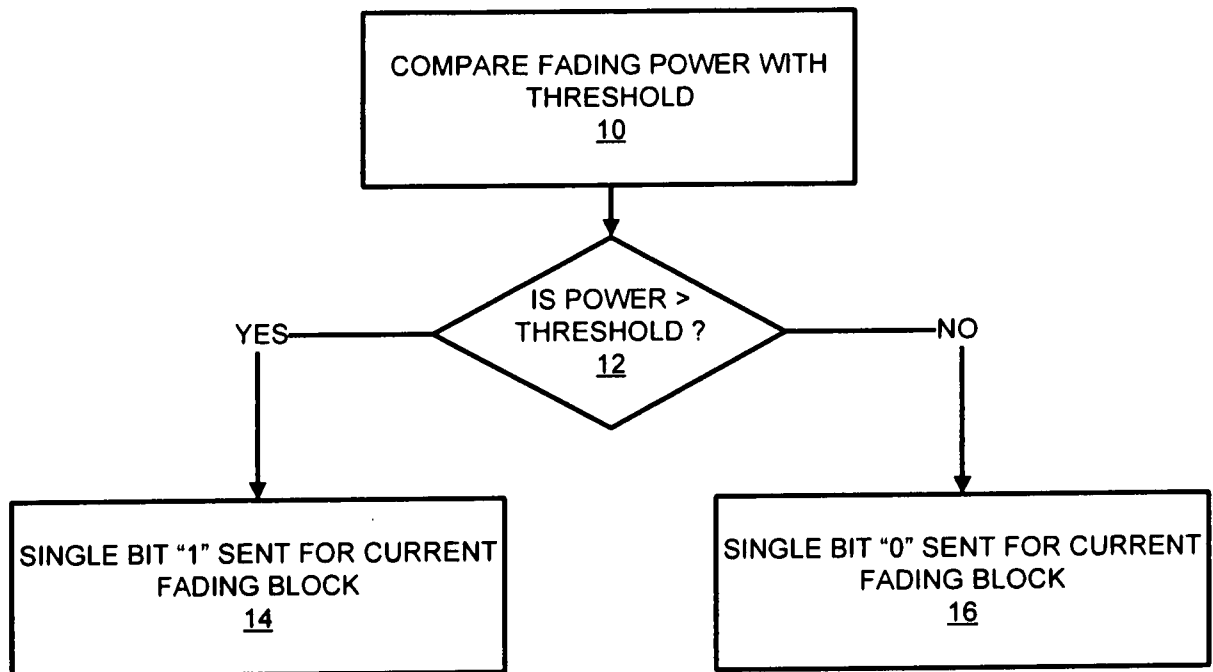 COMPARE FADING POWER WITH
THRESHOLD
10
IS POWER >
THRESHOLD ?
12
YES
NO
SINGLE BIT “1” SENT FOR CURRENT
FADING BLOCK
14
SINGLE BIT “0” SENT FOR CURRENT
FADING BLOCK
16